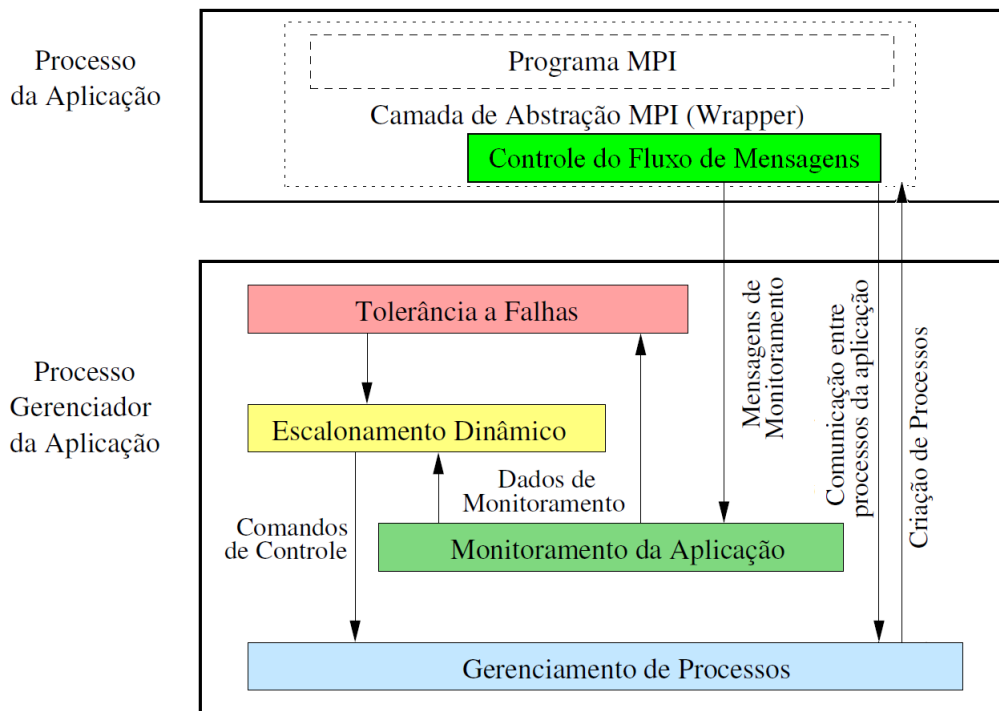 Processo
da Aplicação
Programa MPI
Camada de Abstração MPI (Wrapper)
Controle do Fluxo de Mensagens
Processo
Gerenciador
da Aplicação
Tolerância a Falhas
Escalonamento Dinâmico
Dados de
Monitoramento
Comandos
de Controle
Monitoramento da Aplicação
Gerenciamento de Processos
Mensagens de
Monitoramento
Comunicação entre
processos da aplicação
Criação de Processos